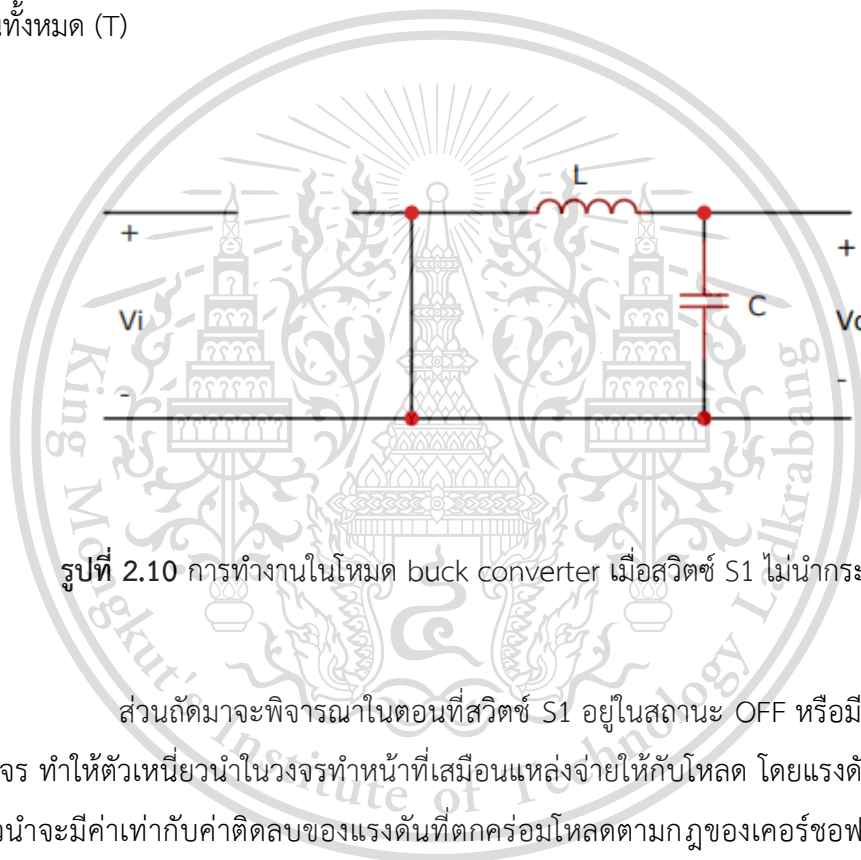 นทั้งหมด (T)
L
+
+
Vi
C
-
-
King Mongkut's Institute of Technology Ladkrabang
รูปที่ 2.10 การทำงานในโหมด buck converter เมื่อสวิตซ์ S1 ไม่นำกระ
ส่วนถัดมาจะพิจารณาในตอนที่สวิตช์ S1 อยู่ในสถานะ OFF หรือมี
จร ทำให้ตัวเหนี่ยวนำในวงจรทำหน้าที่เสมือนแหล่งจ่ายให้กับโหลด โดยแรงดั
วนำจะมีค่าเท่ากับค่าติดลบของแรงดันที่ตกคร่อมโหลดตามกฎของเคอร์ชอฟ